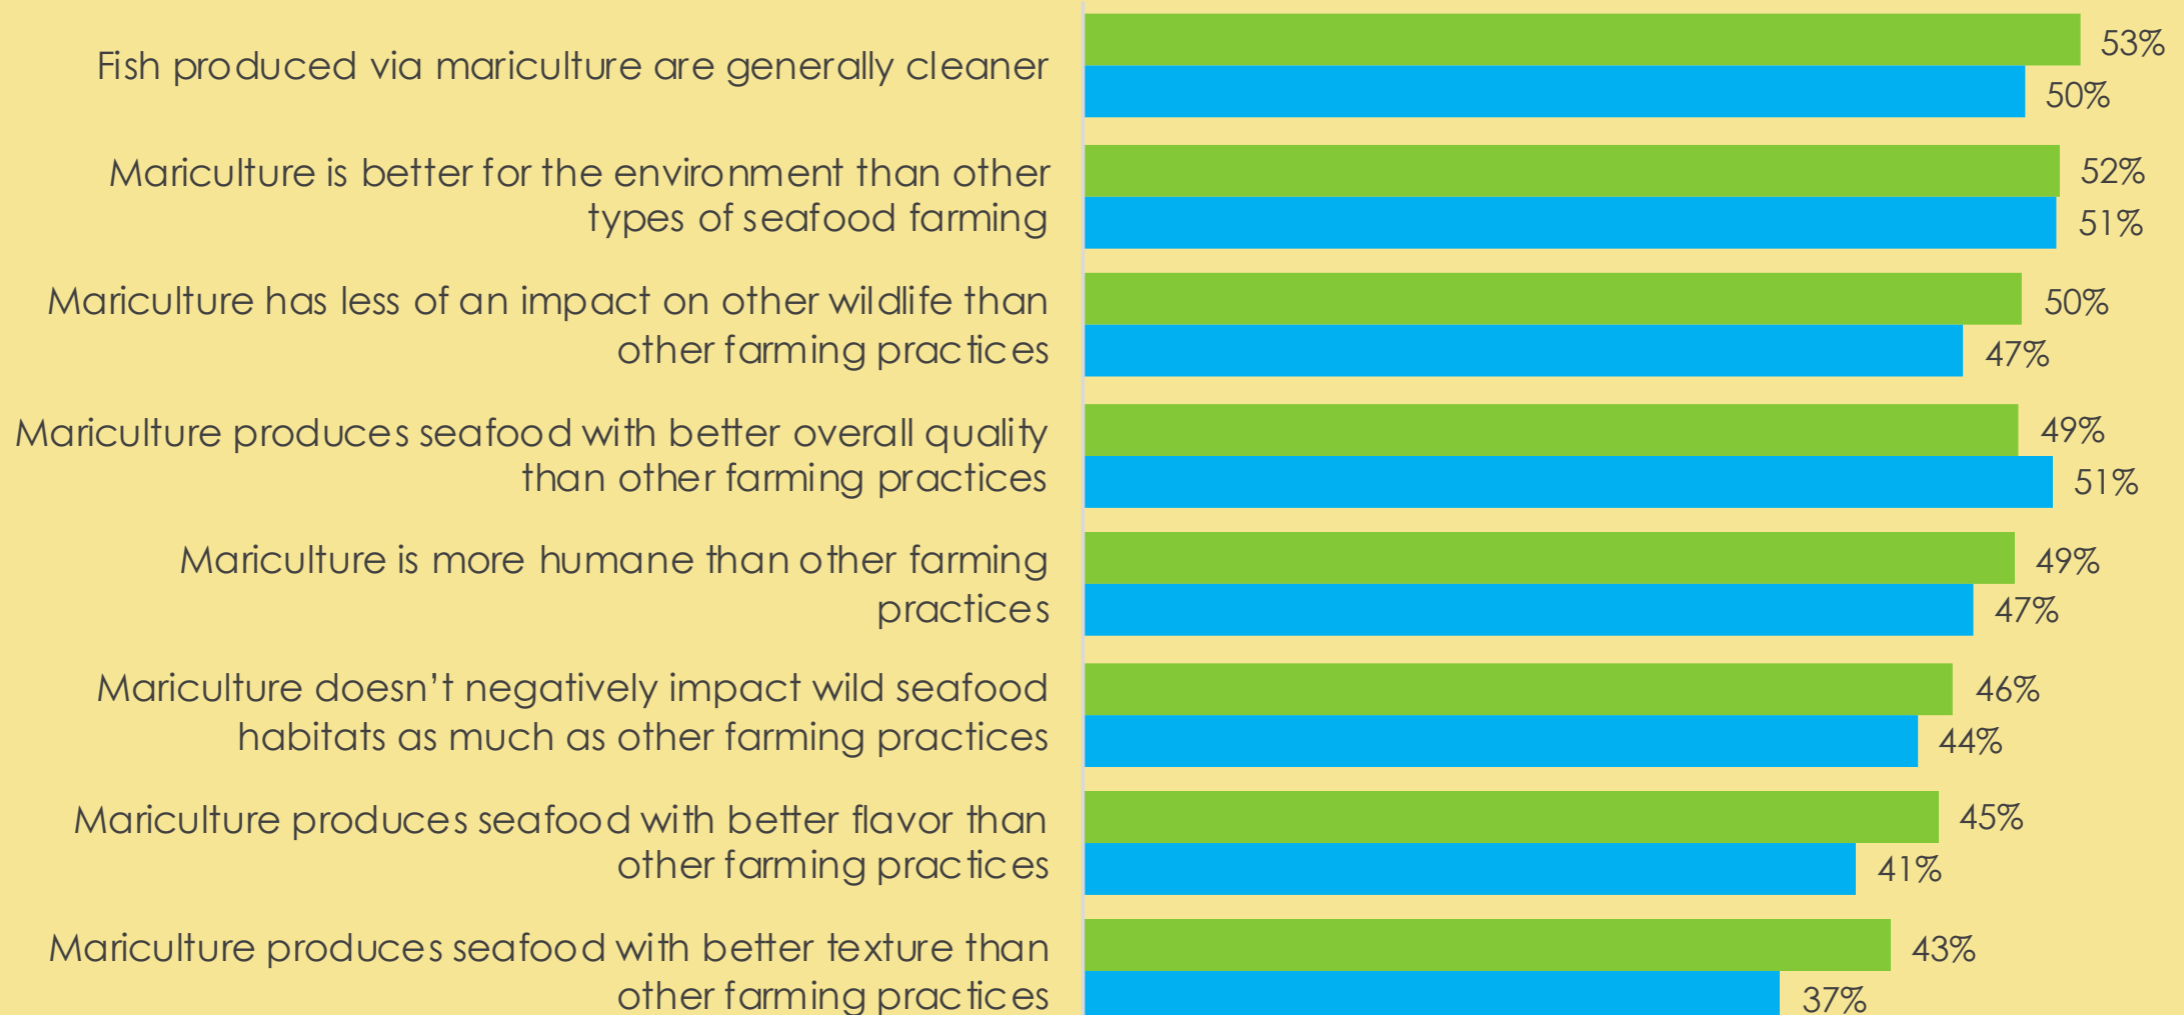 Fish produced via mariculture are generally cleaner
53%
50%
Mariculture is better for the environment than other
types of seafood farming
52%
51%
Mariculture has less of an impact on other wildlife than
other farming practices
50%
47%
Mariculture produces seafood with better overall quality
than other farming practices
49%
51%
Mariculture is more humane than other farming
practices
49%
47%
Mariculture doesn’t negatively impact wild seafood
habitats as much as other farming practices
46%
44%
Mariculture produces seafood with better flavor than
other farming practices
45%
41%
Mariculture produces seafood with better texture than
other farming practices
43%
37%